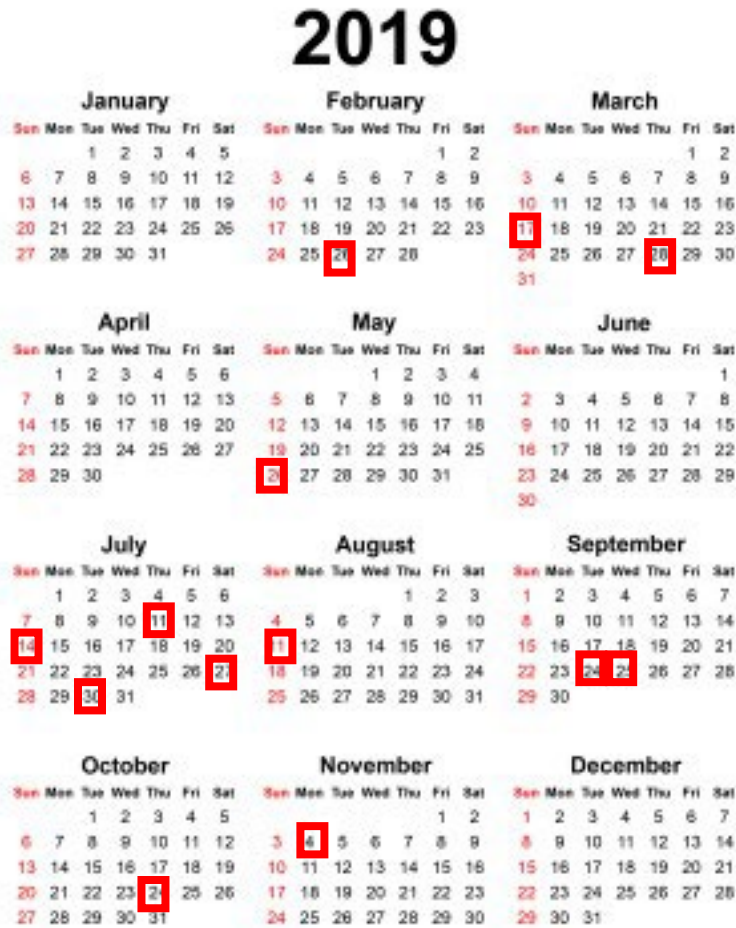 2019
January
Sun Mon Tue Wed Thu Fri Sat
1 2 3 4 5
6 7 8 9 10 11 12
13 14 15 16 17 18 19
20 21 22 23 24 25 26
27 28 29 30 31
February
Sun Mon Tue Wed Thu Fri Sat
1 2
3 4 5 6 7 8 9
10 11 12 13 14 15 16
17 18 19 20 21 22 23
24 25 26 27 28
March
Sun Mon Tue Wed Thu Fri Sat
1 2
3 4 5 6 7 8 9
10 11 12 13 14 15 16
17 18 19 20 21 22 23
24 25 26 27 28 29 30
31
April
Sun Mon Tue Wed Thu Fri Sat
1 2 3 4 5 6
7 8 9 10 11 12 13
14 15 16 17 18 19 20
21 22 23 24 25 26 27
28 29 30
May
Sun Mon Tue Wed Thu Fri Sat
1 2 3 4
5 6 7 8 9 10 11
12 13 14 15 16 17 18
19 20 21 22 23 24 25
26 27 28 29 30 31
June
Sun Mon Tue Wed Thu Fri Sat
1
2 3 4 5 6 7 8
9 10 11 12 13 14 15
16 17 18 19 20 21 22
23 24 25 26 27 28 29
30
July
Sun Mon Tue Wed Thu Fri Sat
1 2 3 4 5 6
7 8 9 10 11 12 13
14 15 16 17 18 19 20
21 22 23 24 25 26 27
28 29 30 31
August
Sun Mon Tue Wed Thu Fri Sat
1 2 3
4 5 6 7 8 9 10
11 12 13 14 15 16 17
18 19 20 21 22 23 24
25 26 27 28 29 30 31
September
Sun Mon Tue Wed Thu Fri Sat
1 2 3 4 5 6 7
8 9 10 11 12 13 14
15 16 17 18 19 20 21
22 23 24 25 26 27 28
29 30
October
Sun Mon Tue Wed Thu Fri Sat
1 2 3 4 5
6 7 8 9 10 11 12
13 14 15 16 17 18 19
20 21 22 23 24 25 26
27 28 29 30 31
November
Sun Mon Tue Wed Thu Fri Sat
1 2
3 4 5 6 7 8 9
10 11 12 13 14 15 16
17 18 19 20 21 22 23
24 25 26 27 28 29 30
December
Sun Mon Tue Wed Thu Fri Sat
1 2 3 4 5 6 7
8 9 10 11 12 13 14
15 16 17 18 19 20 21
22 23 24 25 26 27 28
29 30 31